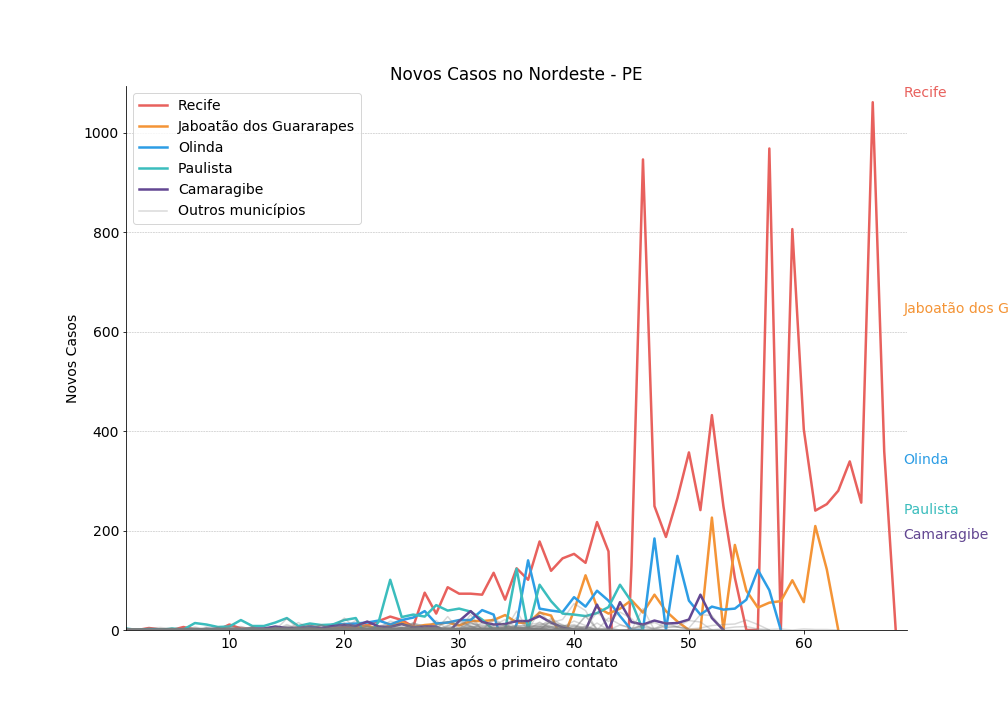 Novos Casos no Nordeste - PE
Recife
Jaboatão dos Guararapes
Olinda
Paulista
Camaragibe
Outros municípios
Novos Casos
1000
800
600
400
200
0
10
20
30
40
50
60
Dias após o primeiro contato
Recife
Jaboatão dos G
Olinda
Paulista
Camaragibe